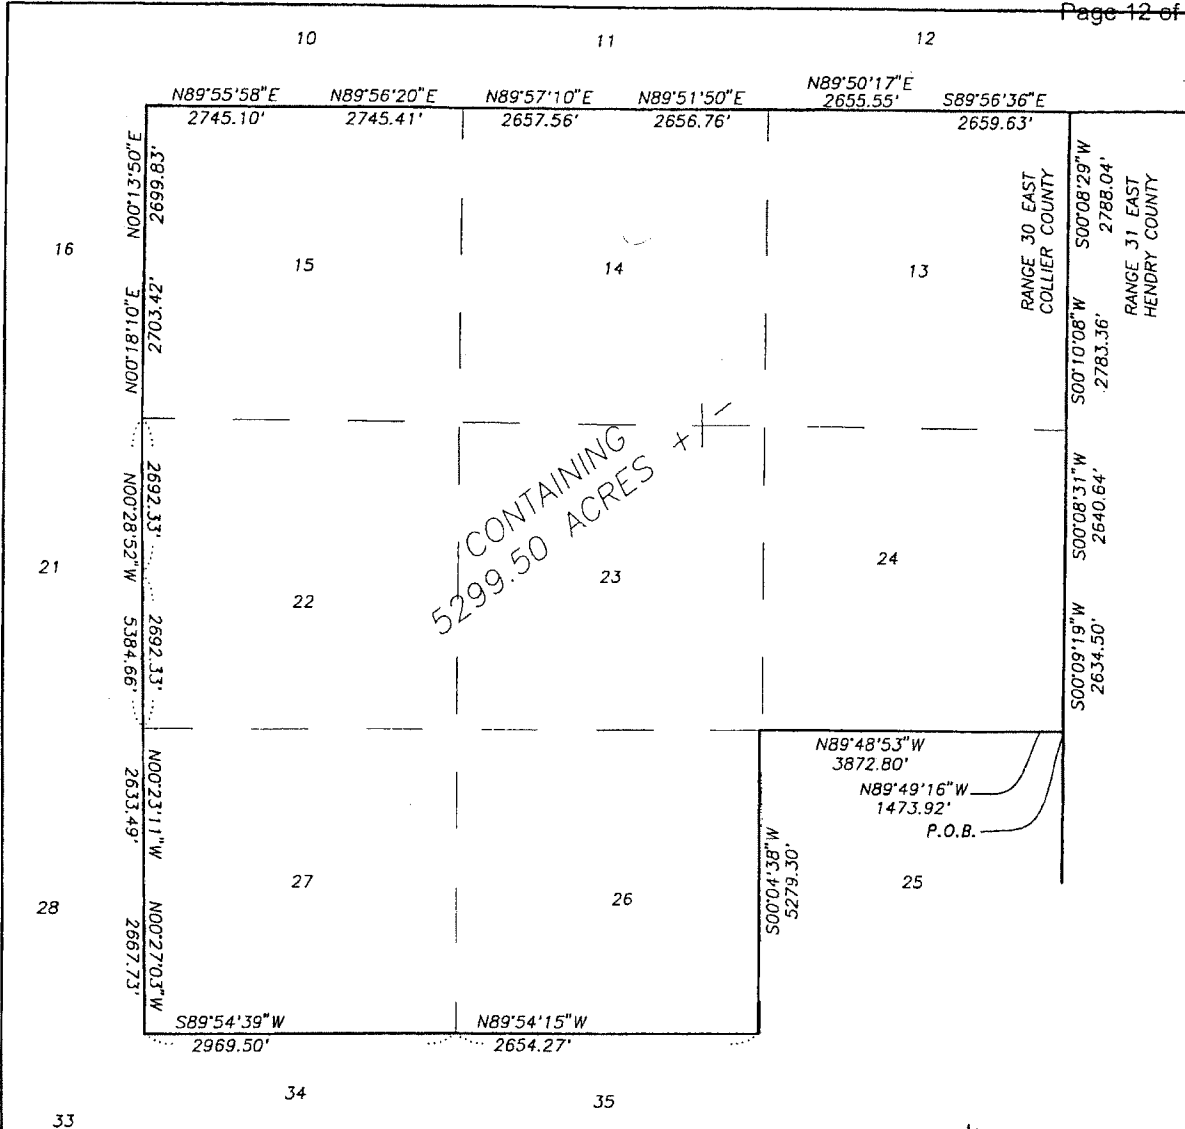 Page 12 of
10
11
12
N89°55'58"E
2745.10'
N89°56'20"E
2745.41'
N89°57'10"E
2657.56'
N89°51'50"E
2656.76'
N89°50'17"E
2655.55'
S89°56'36"E
2659.63'
N00°13'50"E
2699.83'
N00°18'10"E
2703.42'
16
15
14
13
RANGE 30 EAST
COLLIER COUNTY
S00°08'29"W
2788.04'
RANGE 31 EAST
HENDRY COUNTY
S00°10'08"W
2783.36'
CONTAINING
5299.50 ACRES +/-
2692.33'
N00°28'52"W
5384.66'
2692.33'
21
22
23
24
S00°08'31"W
2640.64'
S00°09'19"W
2634.50'
N89°48'53"W
3872.80'
N89°49'16"W
1473.92'
P.O.B.
N00°23'11"W
2633.49'
N00°27'03"W
2667.73'
28
27
26
S00°04'38"W
5279.30'
25
S89°54'39"W
2969.50'
N89°54'15"W
2654.27'
33
34
35